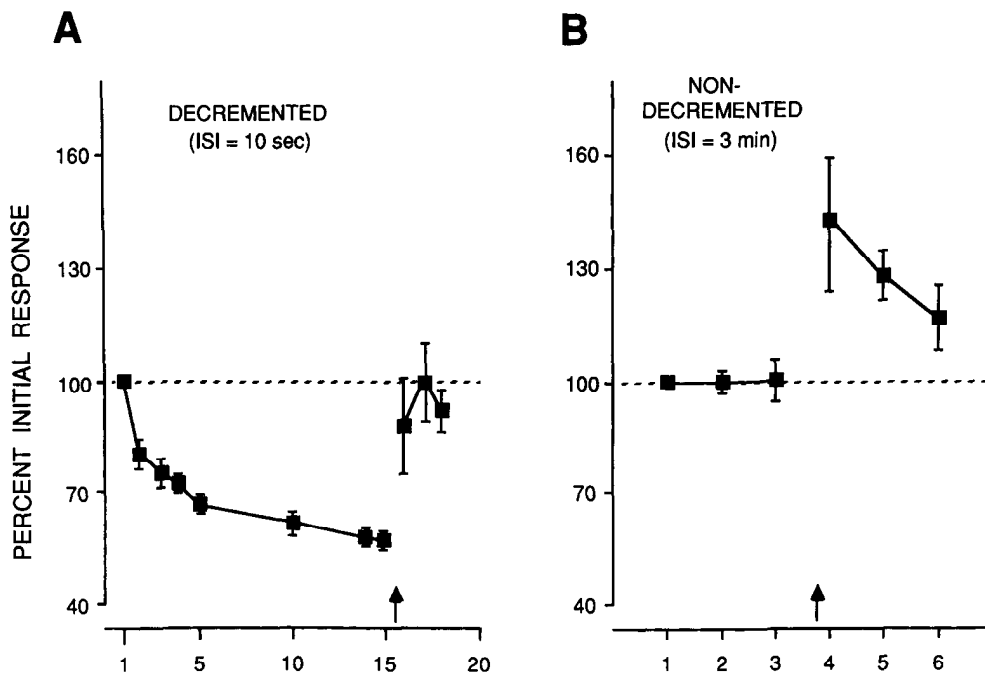 A
B
DECREMENTED
(ISI = 10 sec)
NON-
DECREMENTED
(ISI = 3 min)
PERCENT INITIAL RESPONSE
160
130
100
70
40
1 5 10 15 20
160
130
100
70
40
1 2 3 4 5 6